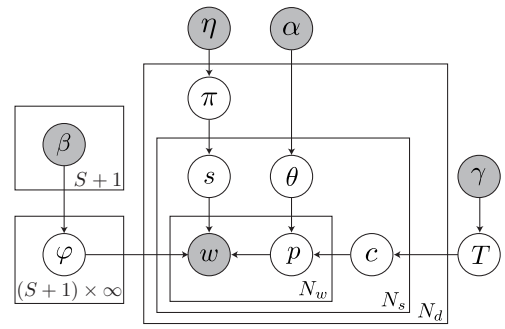 η α
π
β
S + 1
s θ γ
φ w p c T
(S + 1) × ∞
N_w
N_s
N_d